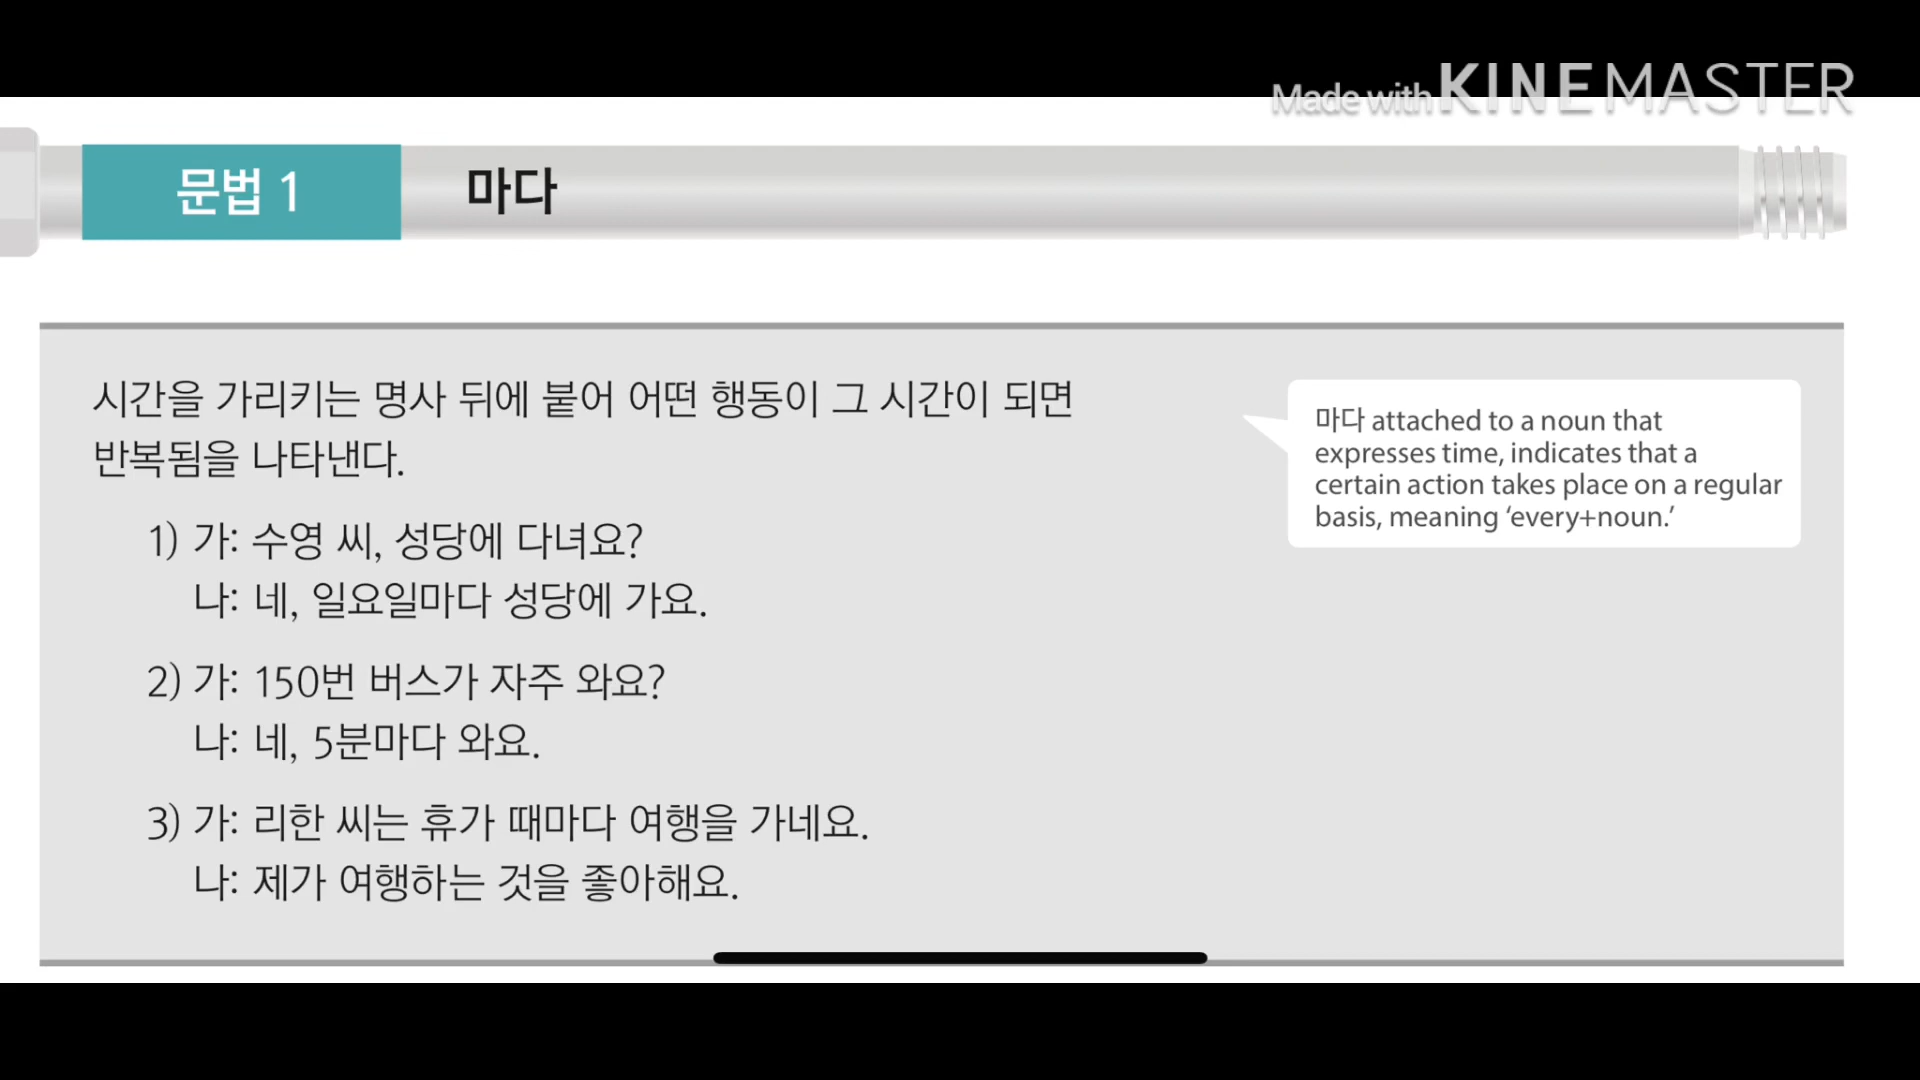 Made with KINEMASTER
문법 1 마다
시간을 가리키는 명사 뒤에 붙어 어떤 행동이 그 시간이 되면
반복됨을 나타낸다.
마다 attached to a noun that
expresses time, indicates that a
certain action takes place on a regular
basis, meaning ‘every+noun.’
1) 가: 수영 씨, 성당에 다녀요?
나: 네, 일요일마다 성당에 가요.
2) 가: 150번 버스가 자주 와요?
나: 네, 5분마다 와요.
3) 가: 리한 씨는 휴가 때마다 여행을 가네요.
나: 제가 여행하는 것을 좋아해요.